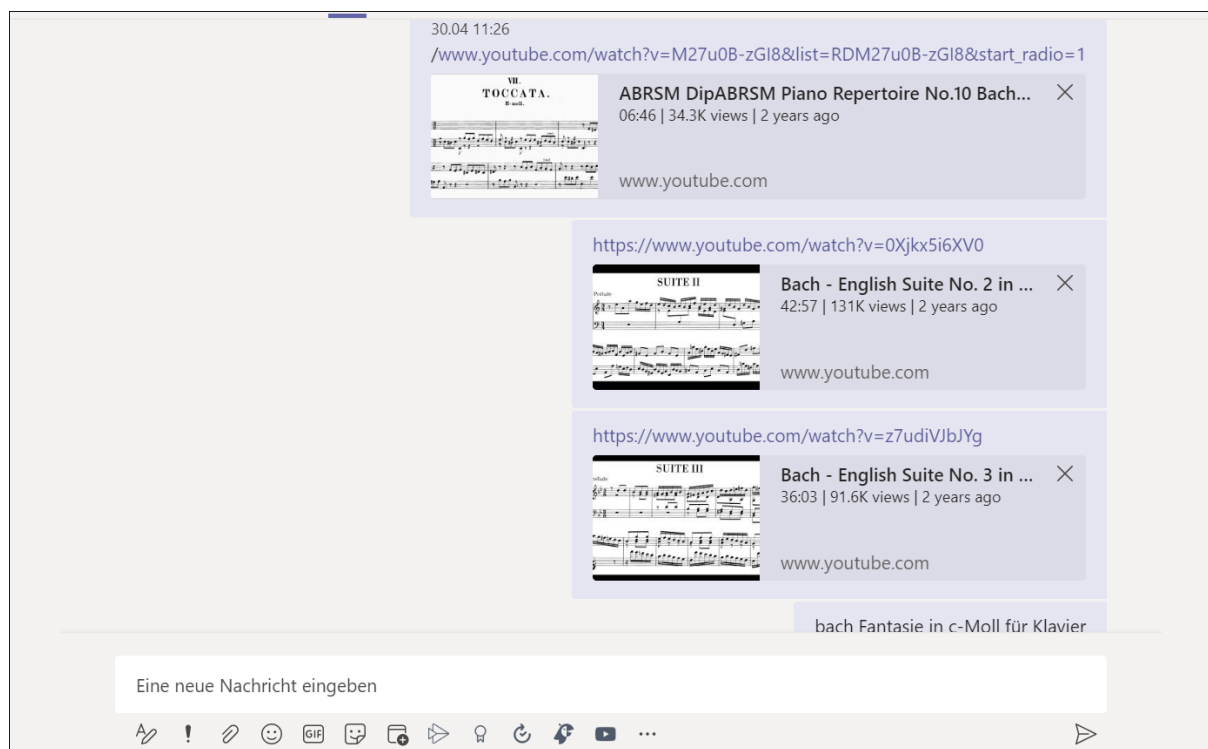 30.04 11:26
/www.youtube.com/watch?v=M27u0B-zGI8&list=RDM27u0B-zGI8&start_radio=1
VII.
TOCCATA.
ABRSM DipABRSM Piano Repertoire No.10 Bach...
06:46 | 34.3K views | 2 years ago
www.youtube.com
https://www.youtube.com/watch?v=0Xjkx5i6XV0
SUITE II
Prélude
Bach - English Suite No. 2 in ...
42:57 | 131K views | 2 years ago
www.youtube.com
https://www.youtube.com/watch?v=z7udiVJbJYg
SUITE III
Bach - English Suite No. 3 in ...
36:03 | 91.6K views | 2 years ago
www.youtube.com
bach Fantasie in c-Moll für Klavier
Eine neue Nachricht eingeben
GIF